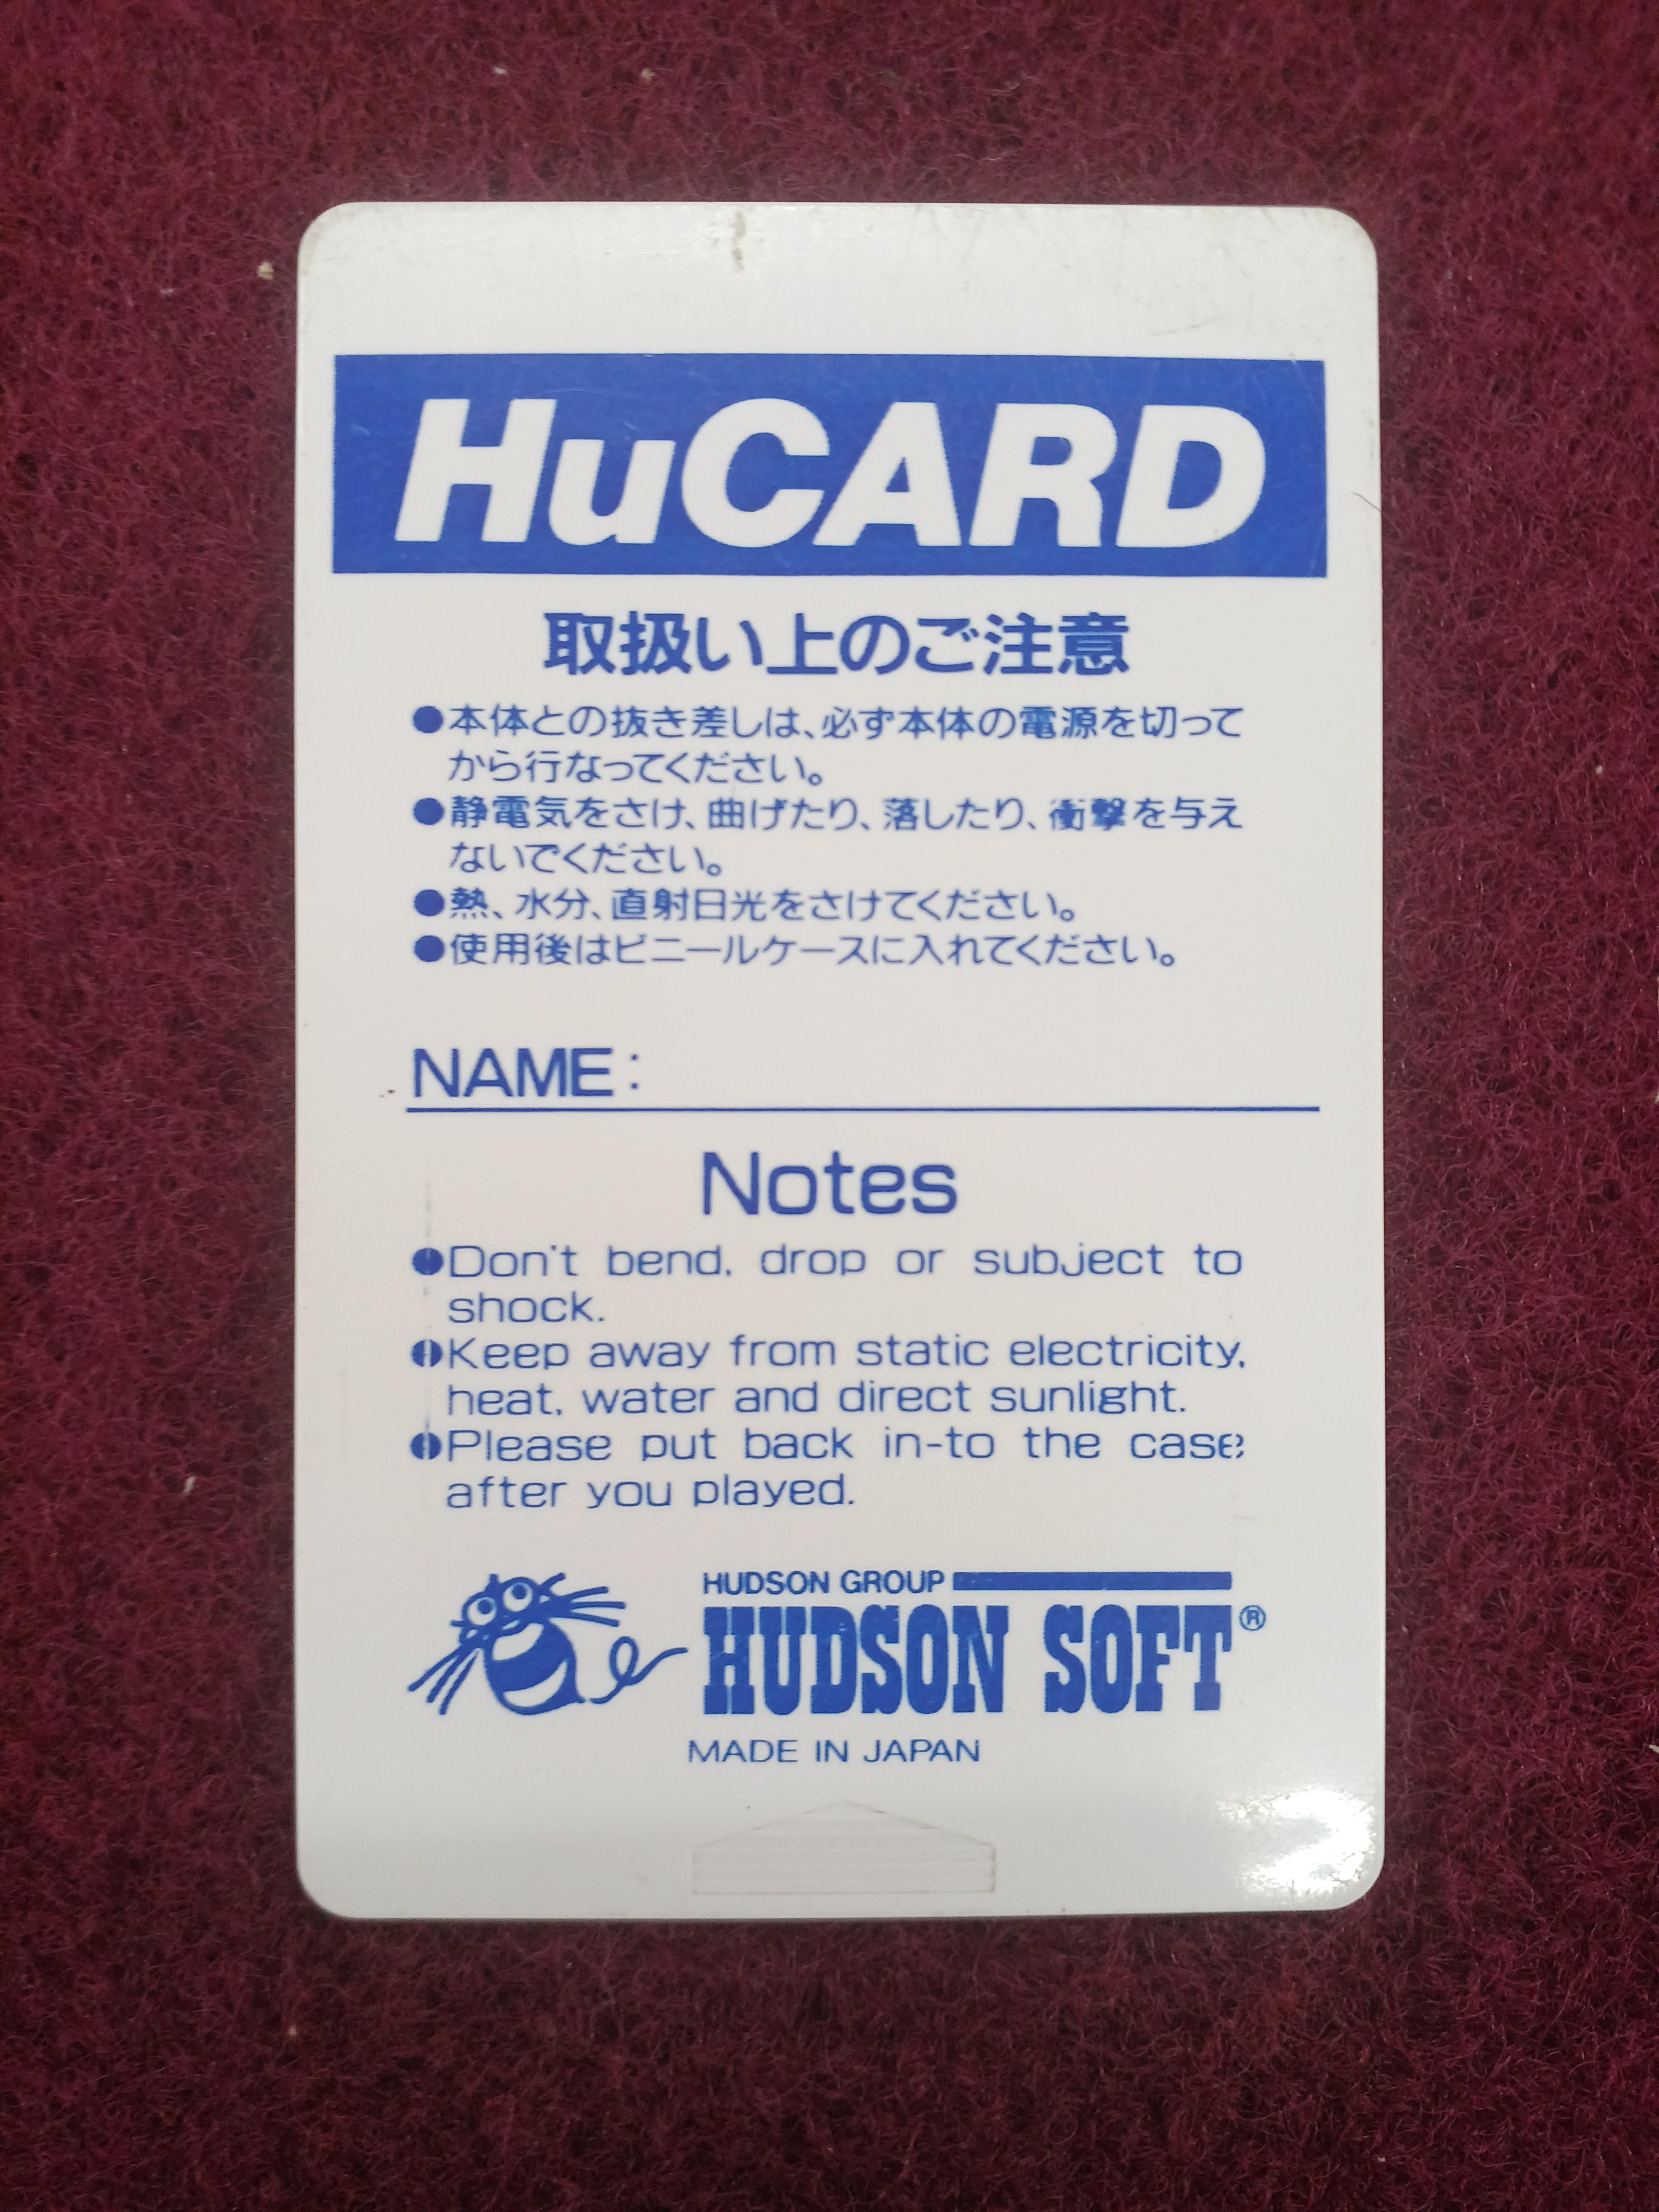 HuCARD
取扱い上のご注意
●本体との抜き差しは、必ず本体の電源を切って
から行なってください。
●静電気をさけ、曲げたり、落したり、衝撃を与え
ないでください。
●熱、水分、直射日光をさけてください。
●使用後はビニールケースに入れてください。
NAME:
Notes
●Don't bend, drop or subject to
shock.
●Keep away from static electricity,
heat, water and direct sunlight.
●Please put back in-to the case
after you played.
HUDSON GROUP
HUDSON SOFT®
MADE IN JAPAN